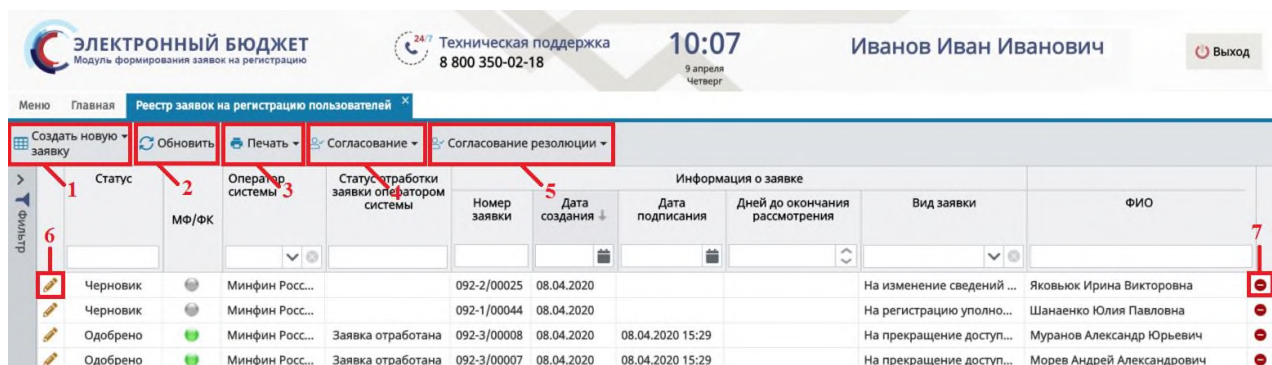 ЭЛЕКТРОННЫЙ БЮДЖЕТ
Модуль формирования заявок на регистрацию
24/7
Техническая поддержка
8 800 350-02-18
10:07
9 апреля
Четверг
Иванов Иван Иванович
Выход
Меню Главная Реестр заявок на регистрацию пользователей ×
Создать новую
заявку
Обновить
Печать
Согласование
Согласование резолюции
1
2
3
4
5
6
7
Фильтр
Статус
МФ/ФК
Оператор
системы
Статус отработки
заявки оператором
системы
Информация о заявке
Номер
заявки
Дата
создания
Дата
подписания
Дней до окончания
рассмотрения
Вид заявки
ФИО
Черновик Минфин Росс... 092-2/00025 08.04.2020 На изменение сведений ... Яковьюк Ирина Викторовна
Черновик Минфин Росс... 092-1/00044 08.04.2020 На регистрацию уполно... Шанаенко Юлия Павловна
Одобрено Минфин Росс... Заявка отработана 092-3/00008 08.04.2020 08.04.2020 15:29 На прекращение доступ... Муранов Александр Юрьевич
Одобрено Минфин Росс... Заявка отработана 092-3/00007 08.04.2020 08.04.2020 15:29 На прекращение доступ... Морев Андрей Александрович